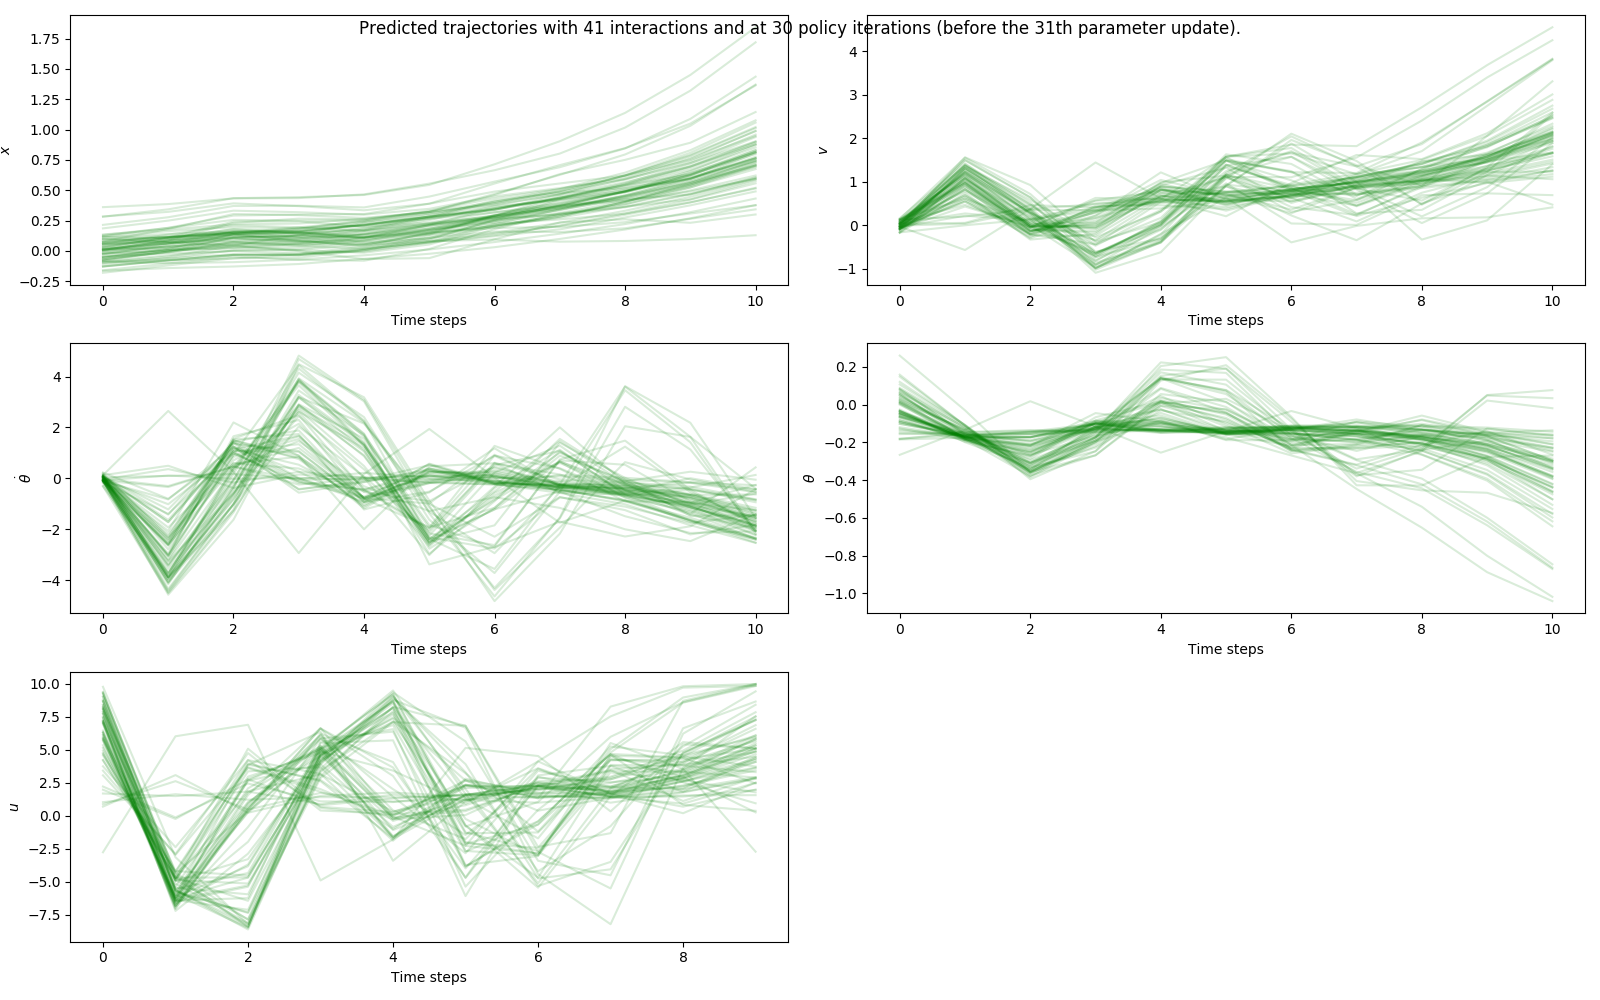 Predicted trajectories with 41 interactions and at 30 policy iterations (before the 31th parameter update).
1.75
1.50
1.25
1.00
0.75
0.50
0.25
0.00
−0.25
x
0 2 4 6 8 10
Time steps
4
3
2
1
0
−1
v
0 2 4 6 8 10
Time steps
4
2
0
−2
−4
θ̇
0 2 4 6 8 10
Time steps
0.2
0.0
−0.2
−0.4
−0.6
−0.8
−1.0
θ
0 2 4 6 8 10
Time steps
10.0
7.5
5.0
2.5
0.0
−2.5
−5.0
−7.5
u
0 2 4 6 8
Time steps